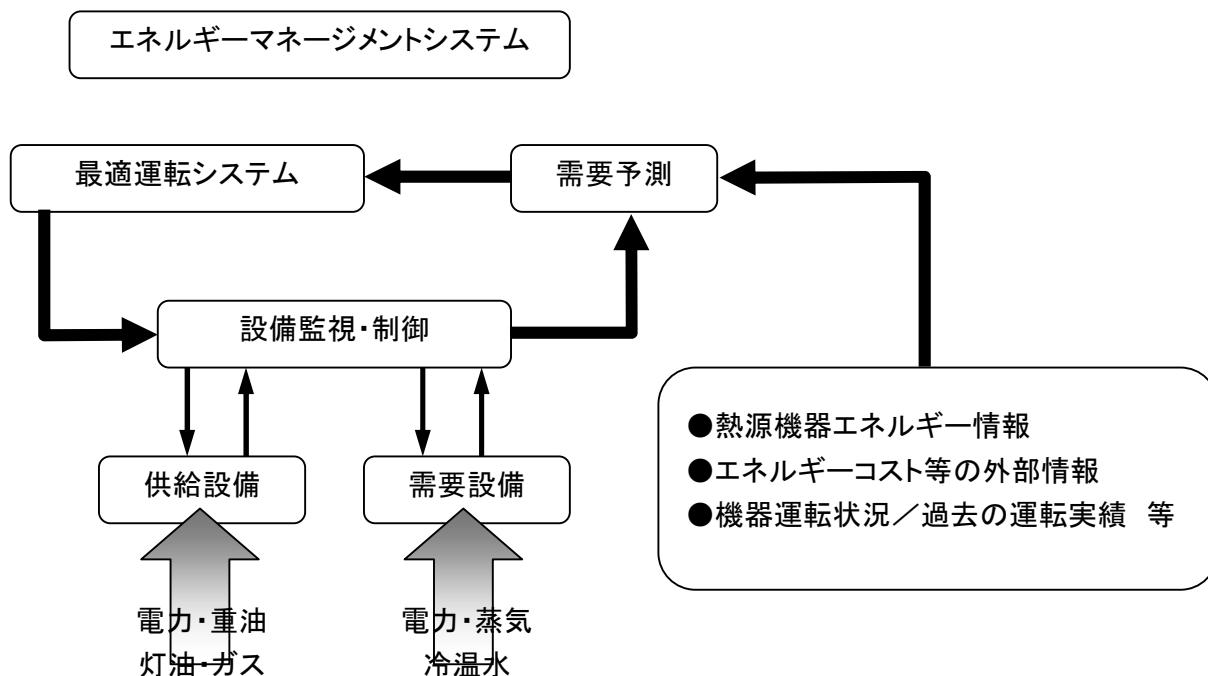 エネルギーマネージメントシステム
最適運転システム
需要予測
設備監視・制御
供給設備
需要設備
●熱源機器エネルギー情報
●エネルギーコスト等の外部情報
●機器運転状況／過去の運転実績　等
電力・重油
灯油・ガス
電力・蒸気
冷温水